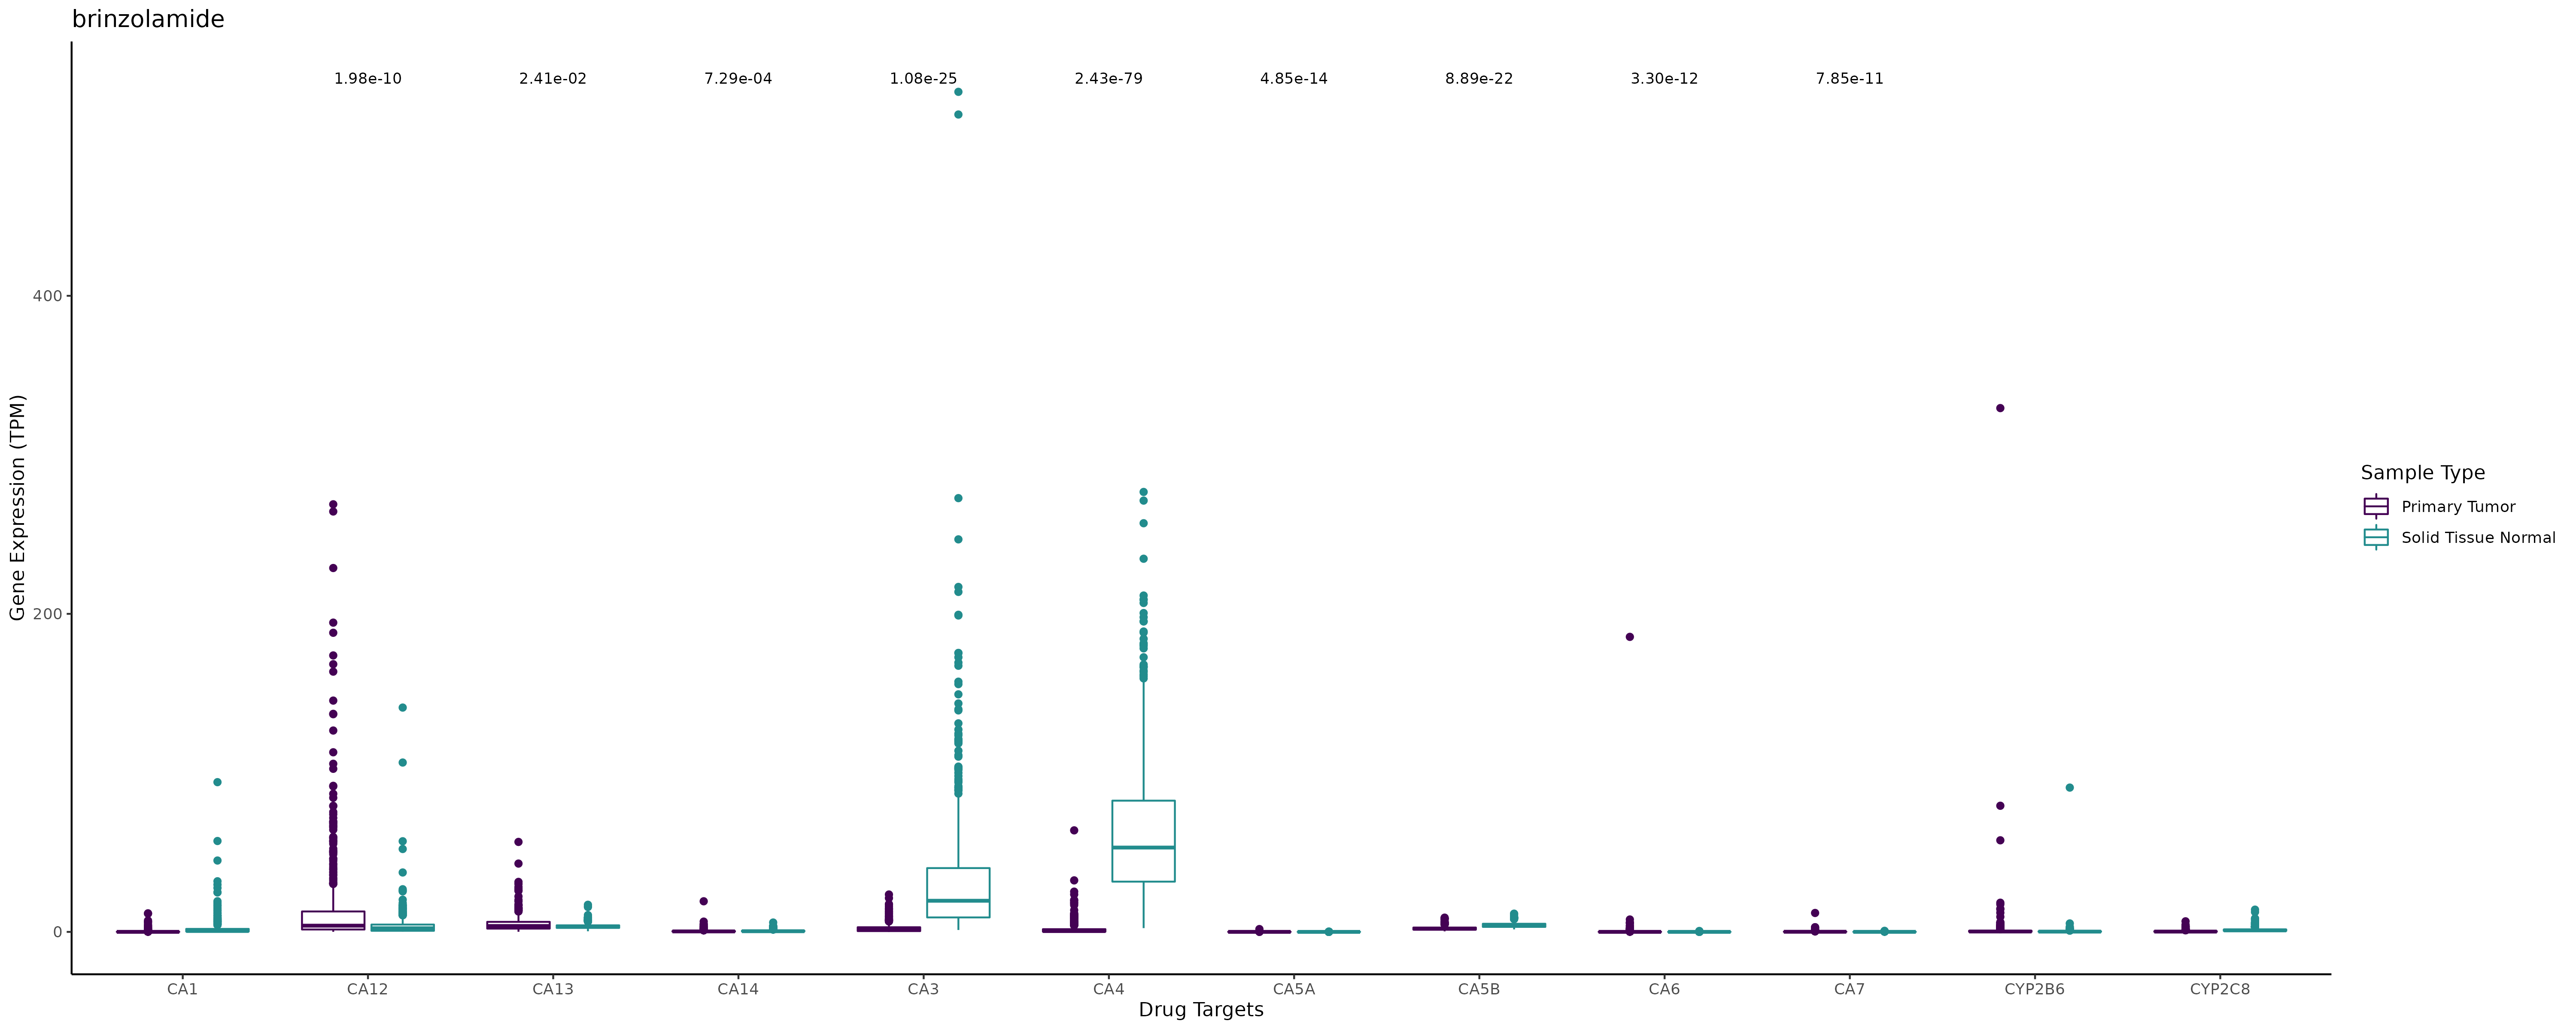 brinzolamide
1.98e-10 2.41e-02 7.29e-04 1.08e-25 2.43e-79 4.85e-14 8.89e-22 3.30e-12 7.85e-11
Gene Expression (TPM)
400
200
0
CA1 CA12 CA13 CA14 CA3 CA4 CA5A CA5B CA6 CA7 CYP2B6 CYP2C8
Drug Targets
Sample Type
Primary Tumor
Solid Tissue Normal